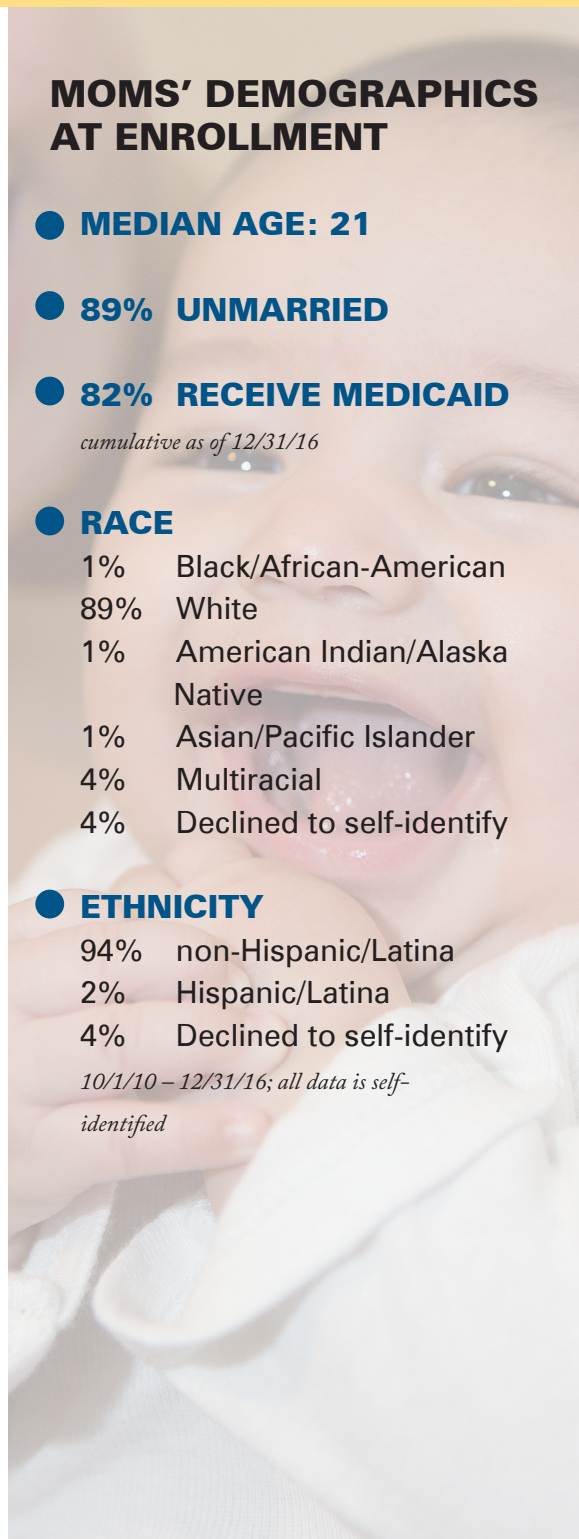 MOMS’ DEMOGRAPHICS
AT ENROLLMENT
MEDIAN AGE: 21
89% UNMARRIED
82% RECEIVE MEDICAID
cumulative as of 12/31/16
RACE
1% Black/African-American
89% White
1% American Indian/Alaska
Native
1% Asian/Pacific Islander
4% Multiracial
4% Declined to self-identify
ETHNICITY
94% non-Hispanic/Latina
2% Hispanic/Latina
4% Declined to self-identify
10/1/10 – 12/31/16; all data is self-
identified